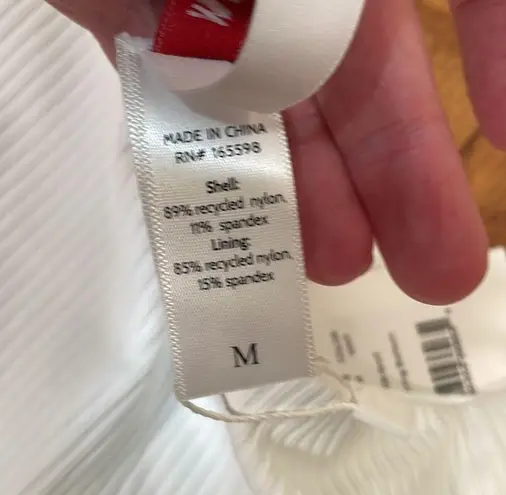 MADE IN CHINA
RN# 165598
Shell:
89% recycled nylon,
11% spandex
Lining:
85% recycled nylon,
15% spandex
M